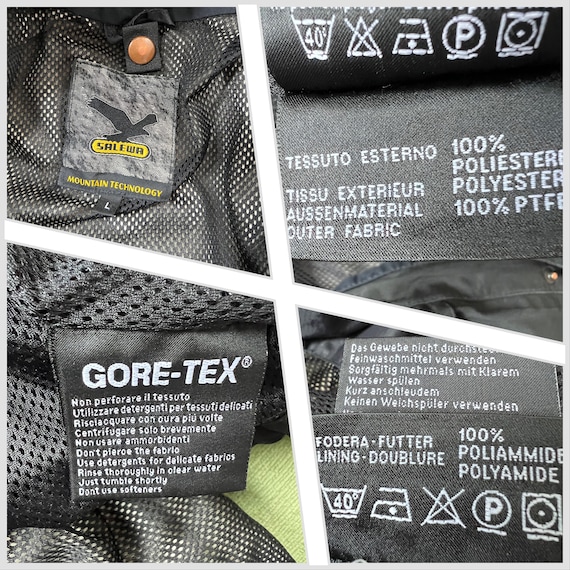 SALEWA
MOUNTAIN TECHNOLOGY
L
40°
P
TESSUTO ESTERNO 100%
POLIESTERE
TISSU EXTERIEUR POLYESTER
AUSSENMATERIAL 100% PTFE
OUTER FABRIC
GORE-TEX®
Non perforare il tessuto
Utilizzare detergenti per tessuti delicati
Risciacquare con cura più volte
Centrifugare solo brevemente
Non usare ammorbidenti
Don't pierce the fabric
Use detergents for delicate fabrics
Rinse thoroughly in clear water
Just tumble shortly
Dont use softeners
Das Gewebe nicht durchstechen
Feinwaschmittel verwenden
Sorgfältig mehrmals mit Klarem
Wasser spülen
Kurz anschleudern
Keinen Weichspüler verwenden
FODERA-FUTTER 100%
LINING-DOUBLURE POLIAMMIDE
POLYAMIDE
40°
P